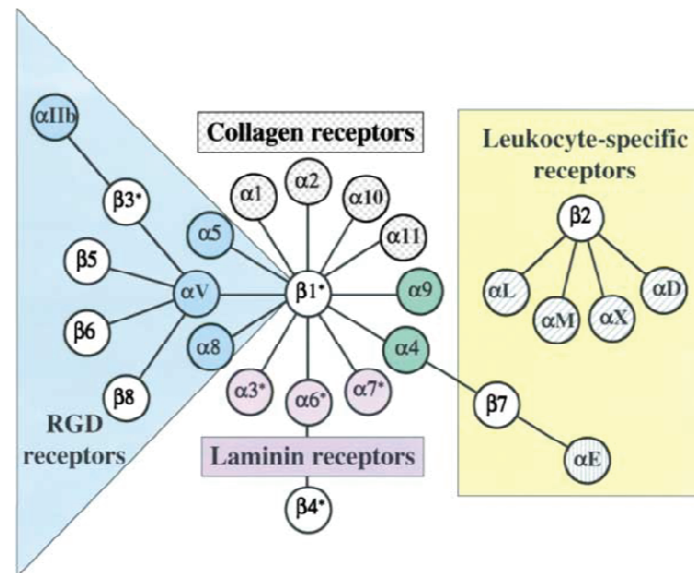 αIIb
Collagen receptors
Leukocyte-specific
receptors
β3*
α1
α2
α10
α11
β2
α5
β5
αV
β1*
α9
αL
αM
αX
αD
β6
α8
α4
β8
α3*
α6*
α7*
β7
RGD
receptors
Laminin receptors
αE
β4*